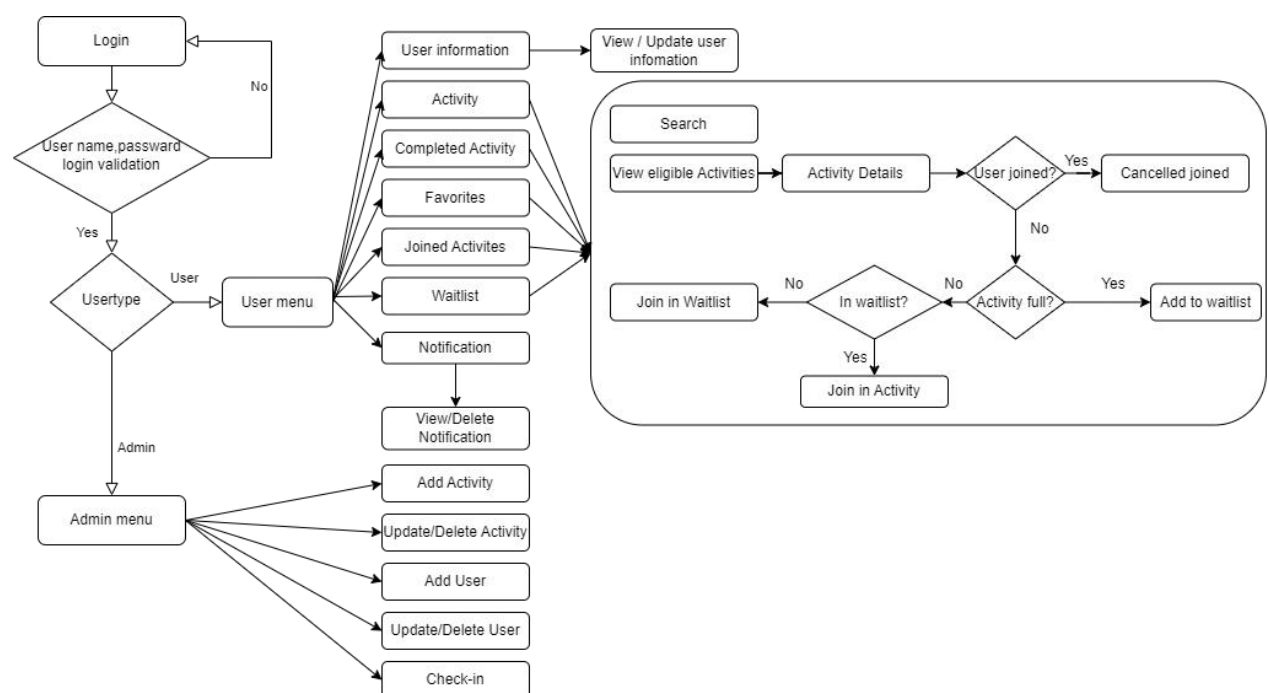 Login
No
User name,passward
login validation
Yes
Usertype
User
User menu
Admin
Admin menu
User information
Activity
Completed Activity
Favorites
Joined Activites
Waitlist
Notification
View/Delete
Notification
Add Activity
Update/Delete Activity
Add User
Update/Delete User
Check-in
View / Update user
infomation
Search
View eligible Activities
Activity Details
User joined?
Yes
Cancelled joined
No
Activity full?
Yes
Add to waitlist
No
In waitlist?
No
Join in Waitlist
Yes
Join in Activity